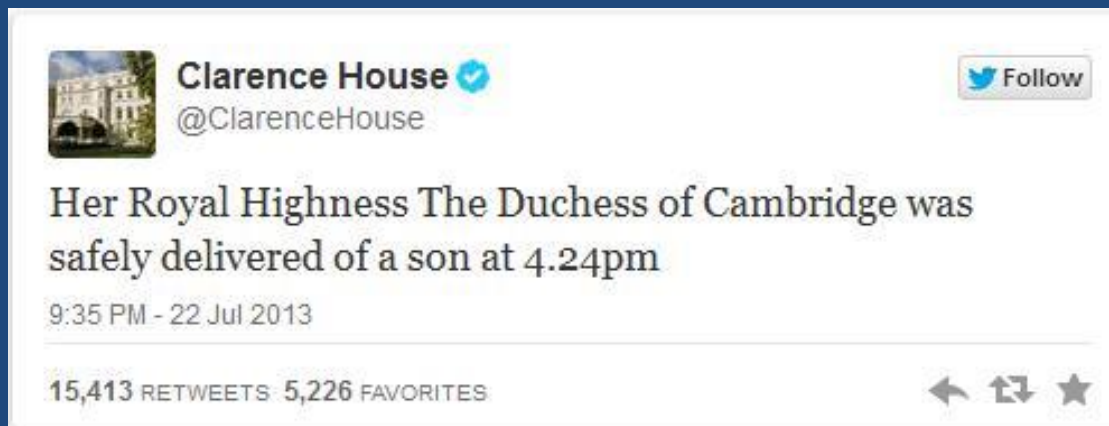 Clarence House
Follow
@ClarenceHouse
Her Royal Highness The Duchess of Cambridge was
safely delivered of a son at 4.24pm
9:35 PM - 22 Jul 2013
15,413 RETWEETS 5,226 FAVORITES